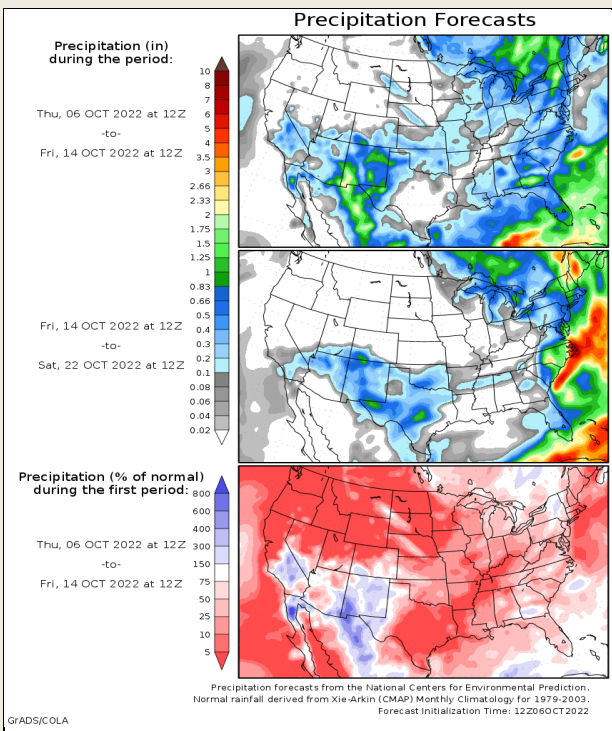 Precipitation Forecasts
Precipitation (in)
during the period:
Thu, 06 OCT 2022 at 12Z
-to-
Fri, 14 OCT 2022 at 12Z
10
8
7
6
5
4
3.5
3
2.66
2.33
2
1.75
1.5
1.25
1
0.83
0.66
0.5
0.4
0.3
0.2
0.1
0.08
0.06
0.04
0.02
Fri, 14 OCT 2022 at 12Z
-to-
Sat, 22 OCT 2022 at 12Z
Precipitation (% of normal)
during the first period:
Thu, 06 OCT 2022 at 12Z
-to-
Fri, 14 OCT 2022 at 12Z
800
600
400
300
150
75
50
25
10
5
Precipitation forecasts from the National Centers for Environmental Prediction.
Normal rainfall derived from Xie-Arkin (CMAP) Monthly Climatology for 1979-2003.
Forecast Initialization Time: 12Z06OCT2022
GrADS/COLA